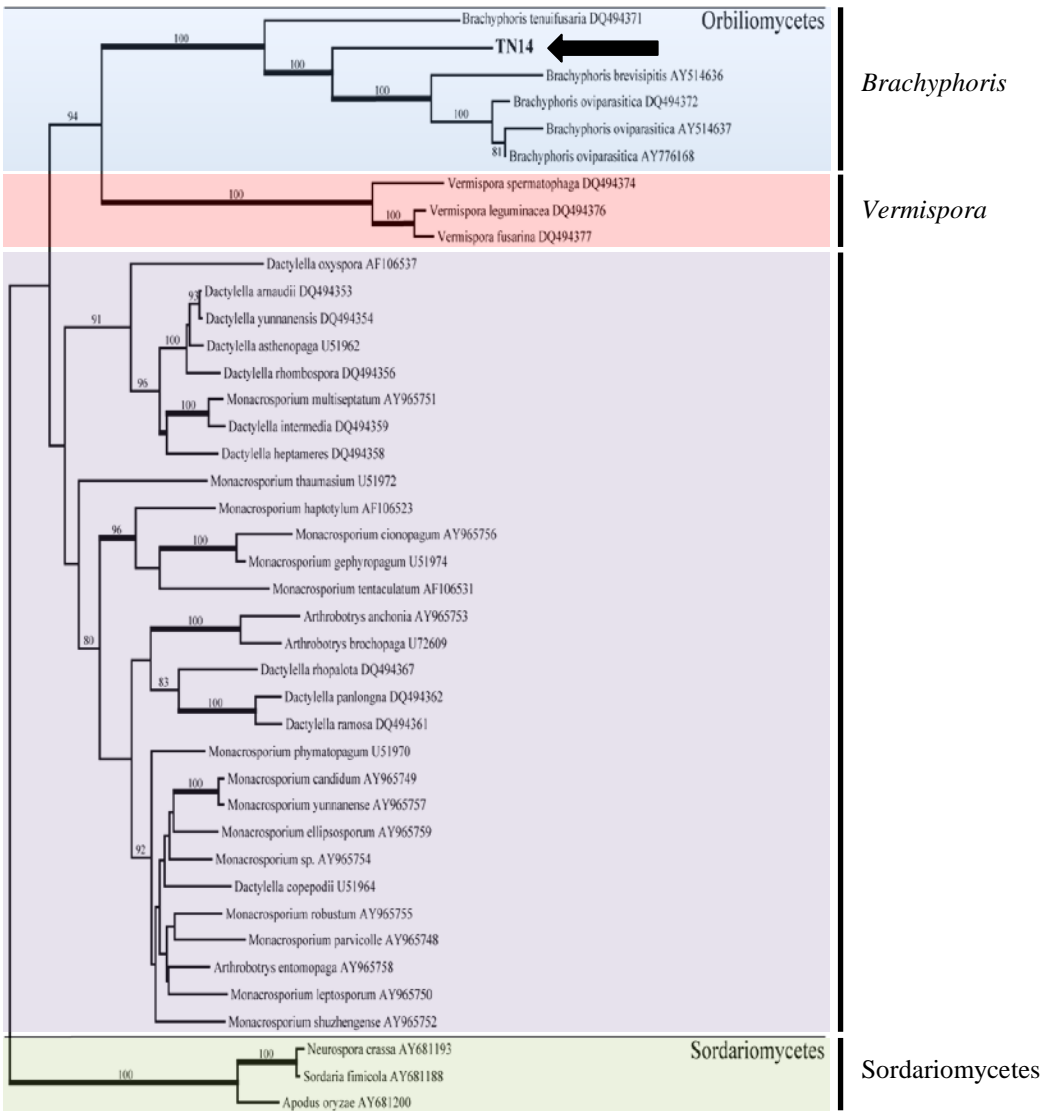 Orbiliomycetes
Brachyphoris tenuifusaria DQ494371
100
TN14
100
Brachyphoris brevisipitis AY514636
100
Brachyphoris oviparasitica DQ494372
100
Brachyphoris oviparasitica AY514637
81
Brachyphoris oviparasitica AY776168
Brachyphoris
94
Vermispora spermatophaga DQ494374
100
Vermispora leguminacea DQ494376
100
Vermispora fusarina DQ494377
Vermispora
Dactylella oxyspora AF106537
93
Dactylella arnaudii DQ494353
91
Dactylella yunnanensis DQ494354
100
Dactylella asthenopaga U51962
Dactylella rhombospora DQ494356
96
Monacrosporium multiseptatum AY965751
100
Dactylella intermedia DQ494359
Dactylella heptameres DQ494358
Monacrosporium thaumasium U51972
Monacrosporium haptotylum AF106523
96
Monacrosporium cionopagum AY965756
100
Monacrosporium gephyropagum U51974
Monacrosporium tentaculatum AF106531
Arthrobotrys anchonia AY965753
100
80
Arthrobotrys brochopaga U72609
Dactylella rhopalota DQ494367
83
Dactylella panlongna DQ494362
100
Dactylella ramosa DQ494361
Monacrosporium phymatopagum U51970
Monacrosporium candidum AY965749
100
Monacrosporium yunnanense AY965757
Monacrosporium ellipsosporum AY965759
92
Monacrosporium sp. AY965754
Dactylella copepodii U51964
Monacrosporium robustum AY965755
Monacrosporium parvicolle AY965748
Arthrobotrys entomopaga AY965758
Monacrosporium leptosporum AY965750
Monacrosporium shuzhengense AY965752
Neurospora crassa AY681193
Sordariomycetes
100
Sordaria fimicola AY681188
100
Apodus oryzae AY681200
Sordariomycetes